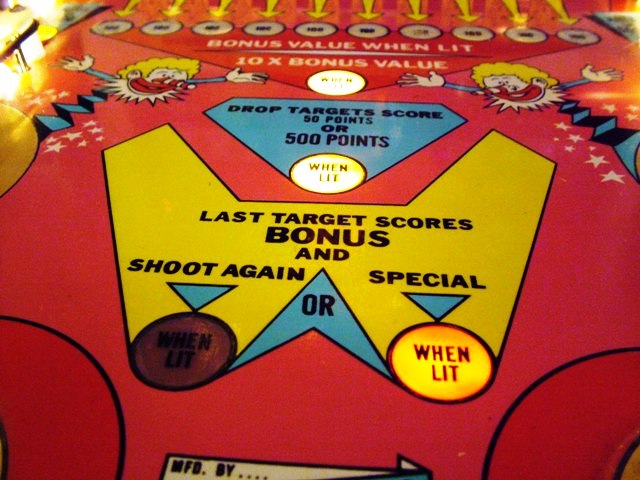 BONUS VALUE WHEN LIT
10 X BONUS VALUE
WHEN
LIT
DROP TARGETS SCORE
50 POINTS
OR
500 POINTS
WHEN
LIT
LAST TARGET SCORES
BONUS
AND
SHOOT AGAIN
SPECIAL
OR
WHEN
LIT
WHEN
LIT
MFD. BY....